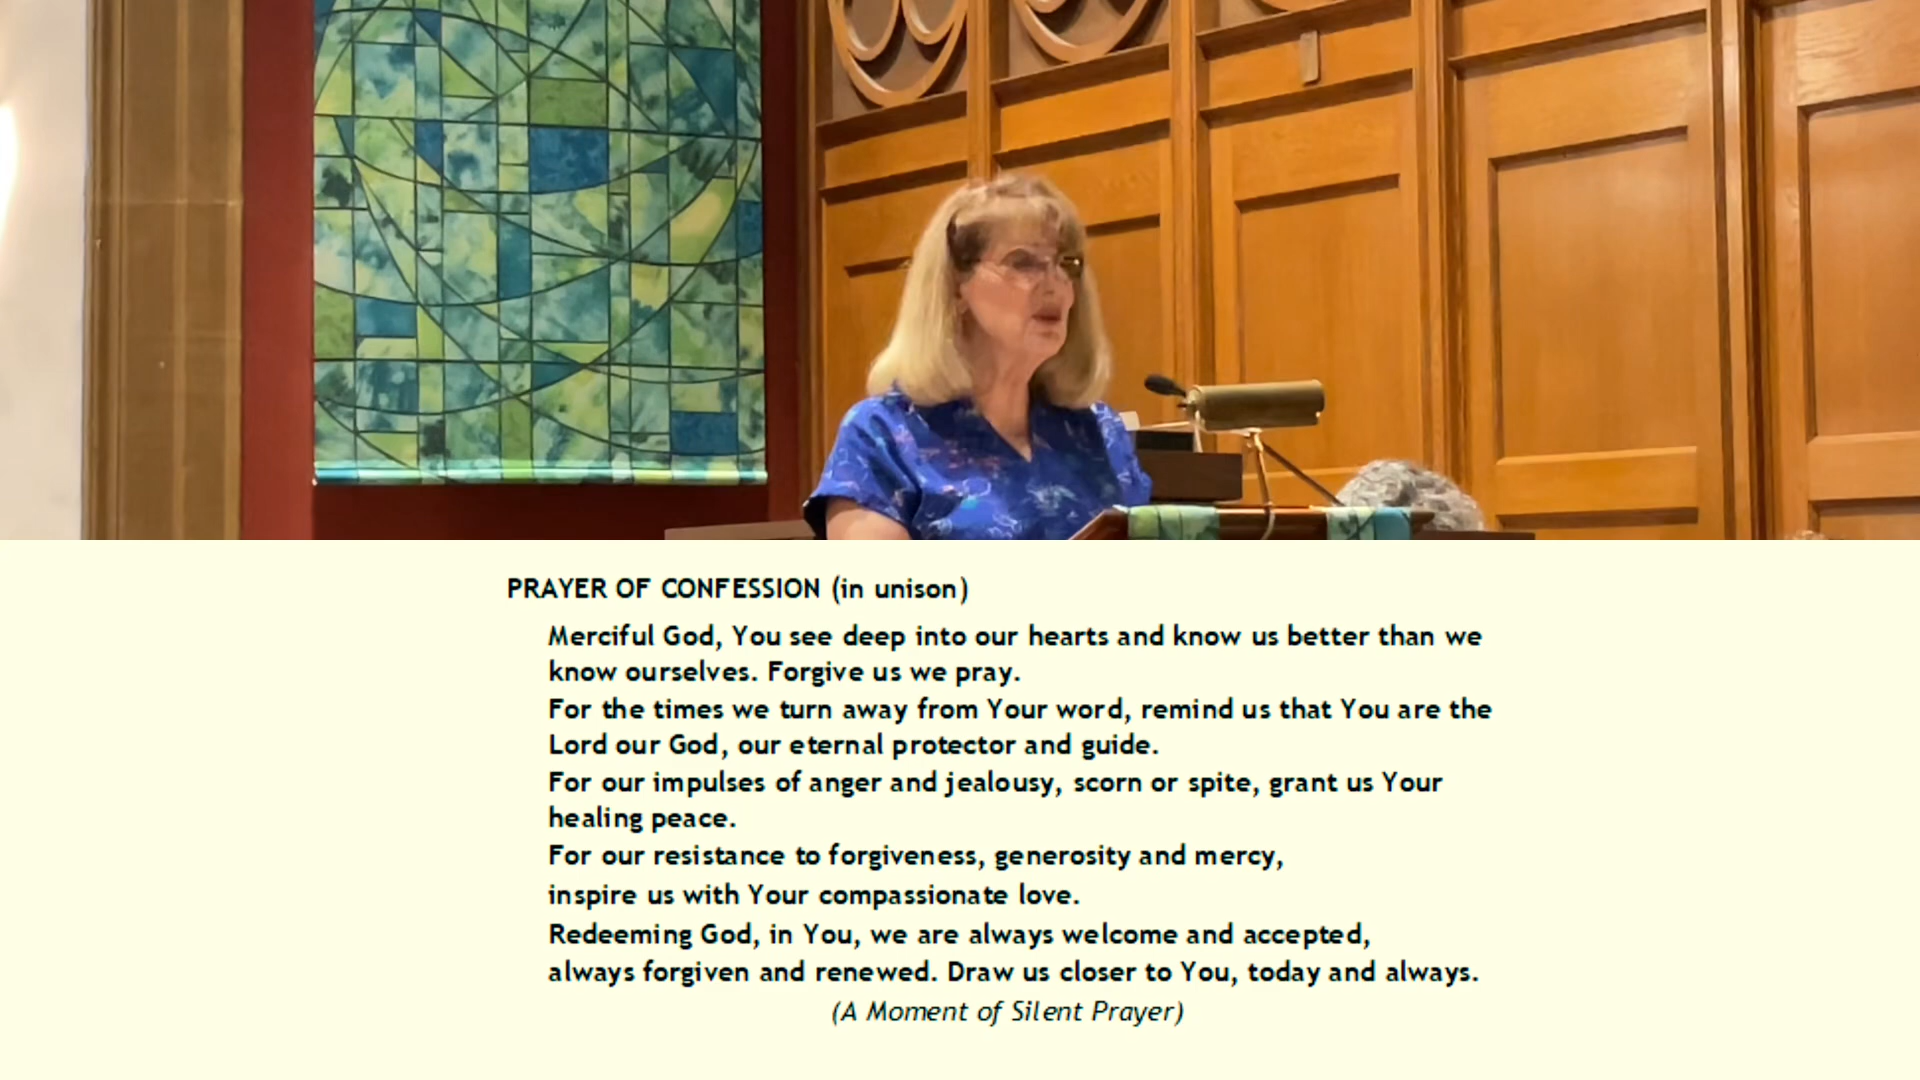 PRAYER OF CONFESSION (in unison)
Merciful God, You see deep into our hearts and know us better than we
know ourselves. Forgive us we pray.
For the times we turn away from Your word, remind us that You are the
Lord our God, our eternal protector and guide.
For our impulses of anger and jealousy, scorn or spite, grant us Your
healing peace.
For our resistance to forgiveness, generosity and mercy,
inspire us with Your compassionate love.
Redeeming God, in You, we are always welcome and accepted,
always forgiven and renewed. Draw us closer to You, today and always.
(A Moment of Silent Prayer)